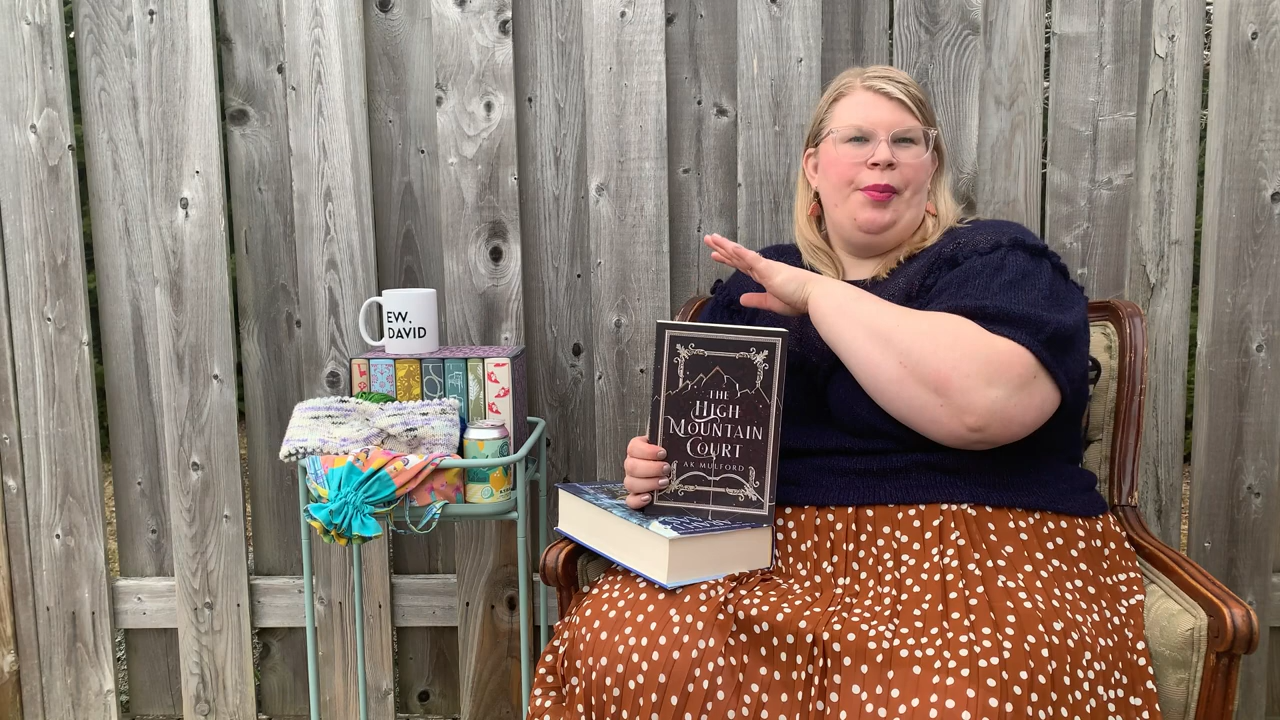 EW,
DAVID
THE
HIGH
MOUNTAIN
COURT
AK MULFORD